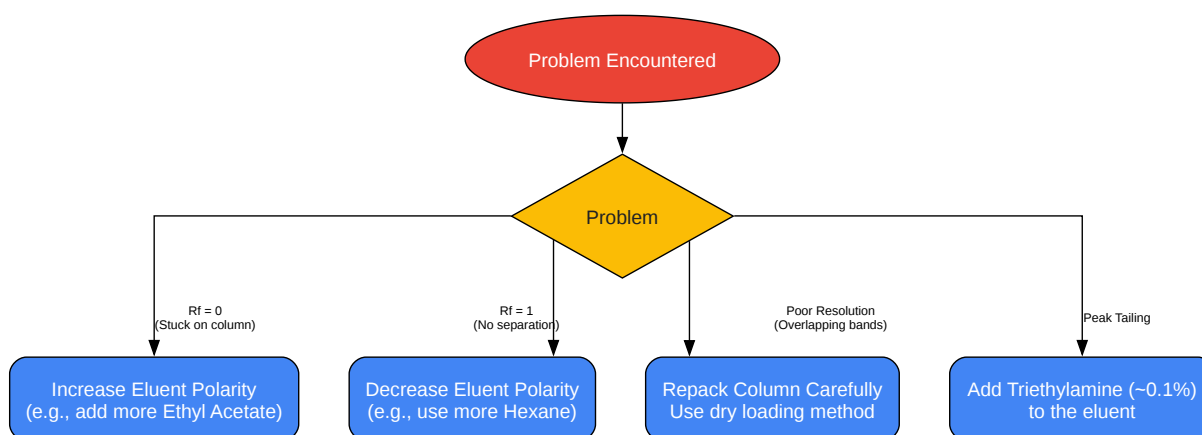 Problem Encountered
Problem
Rf = 0
(Stuck on column)
Rf = 1
(No separation)
Poor Resolution
(Overlapping bands)
Peak Tailing
Increase Eluent Polarity
(e.g., add more Ethyl Acetate)
Decrease Eluent Polarity
(e.g., use more Hexane)
Repack Column Carefully
Use dry loading method
Add Triethylamine (~0.1%)
to the eluent